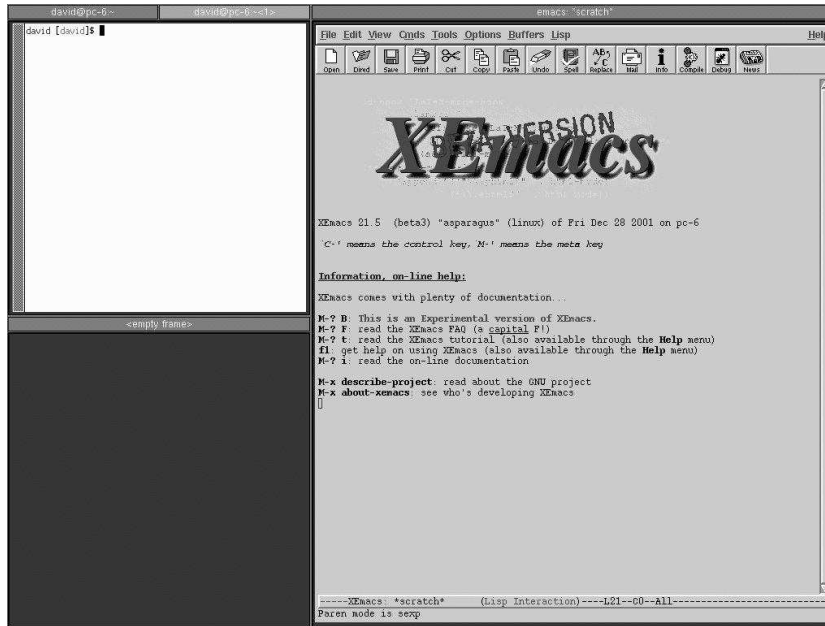 david@pc-6:~
david@pc-6:~<1>
david [david]$
<empty frame>
emacs: *scratch*
File Edit View Cmds Tools Options Buffers Lisp Help
Open Dired Save Print Cut Copy Paste Undo Spell Replace Mail Info Compile Debug News
XEmacs
BETA VERSION
XEmacs 21.5 (beta3) "asparagus" (linux) of Fri Dec 28 2001 on pc-6
`C-' means the control key, M-' means the meta key
Information, on-line help:
XEmacs comes with plenty of documentation...
M-? B: This is an Experimental version of XEmacs.
M-? F: read the XEmacs FAQ (a capital F!)
M-? t: read the XEmacs tutorial (also available through the Help menu)
f1: get help on using XEmacs (also available through the Help menu)
M-? i: read the on-line documentation
M-x describe-project: read about the GNU project
M-x about-xemacs: see who's developing XEmacs
-----XEmacs: *scratch* (Lisp Interaction)----L21--C0--All----------------------
Paren mode is sexp